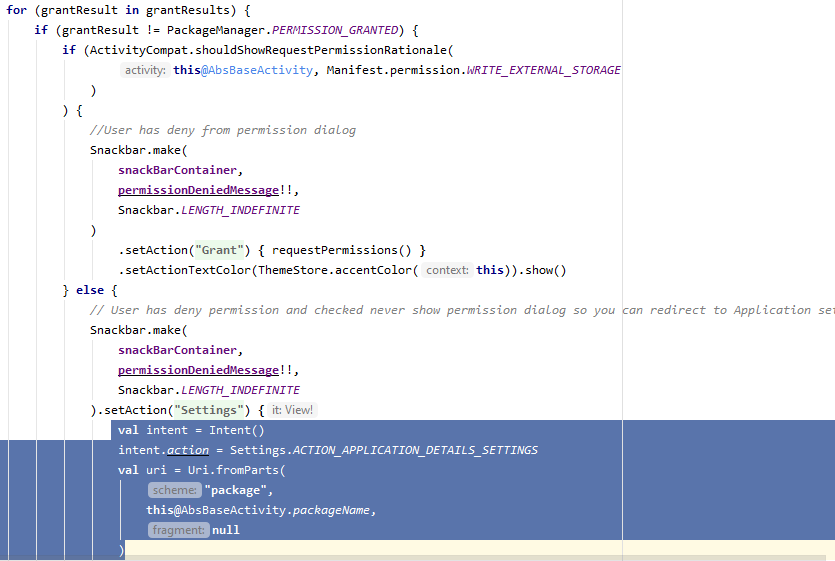 for (grantResult in grantResults) {
if (grantResult != PackageManager.PERMISSION_GRANTED) {
if (ActivityCompat.shouldShowRequestPermissionRationale(
activity: this@AbsBaseActivity, Manifest.permission.WRITE_EXTERNAL_STORAGE
)
) {
//User has deny from permission dialog
Snackbar.make(
snackBarContainer,
permissionDeniedMessage!!,
Snackbar.LENGTH_INDEFINITE
)
.setAction("Grant") { requestPermissions() }
.setActionTextColor(ThemeStore.accentColor( context: this)).show()
} else {
// User has deny permission and checked never show permission dialog so you can redirect to Application set
Snackbar.make(
snackBarContainer,
permissionDeniedMessage!!,
Snackbar.LENGTH_INDEFINITE
).setAction("Settings") { it: View!
val intent = Intent()
intent.action = Settings.ACTION_APPLICATION_DETAILS_SETTINGS
val uri = Uri.fromParts(
scheme: "package",
this@AbsBaseActivity.packageName,
fragment: null
)